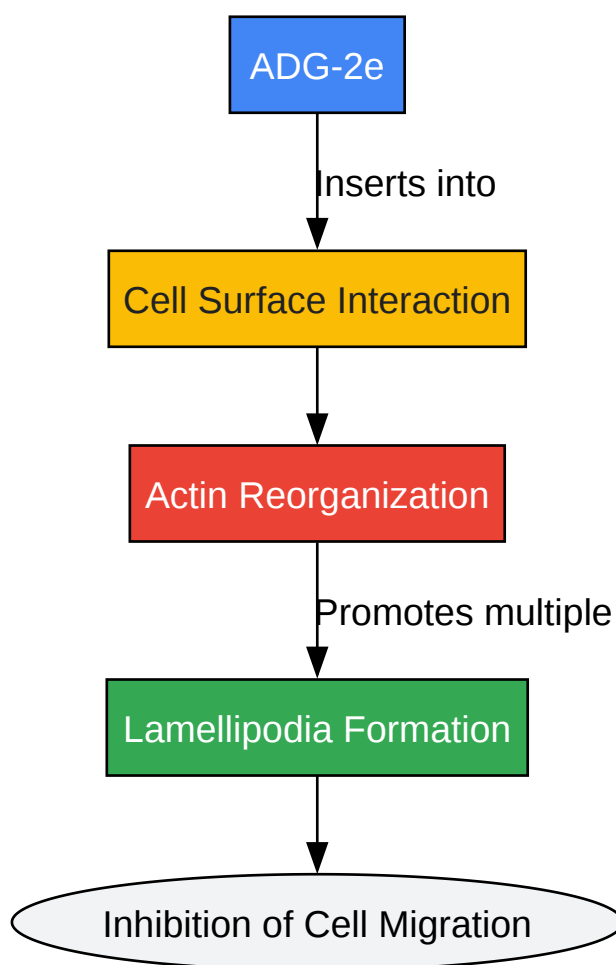 ADG-2e
Inserts into
Cell Surface Interaction
Actin Reorganization
Promotes multiple
Lamellipodia Formation
Inhibition of Cell Migration